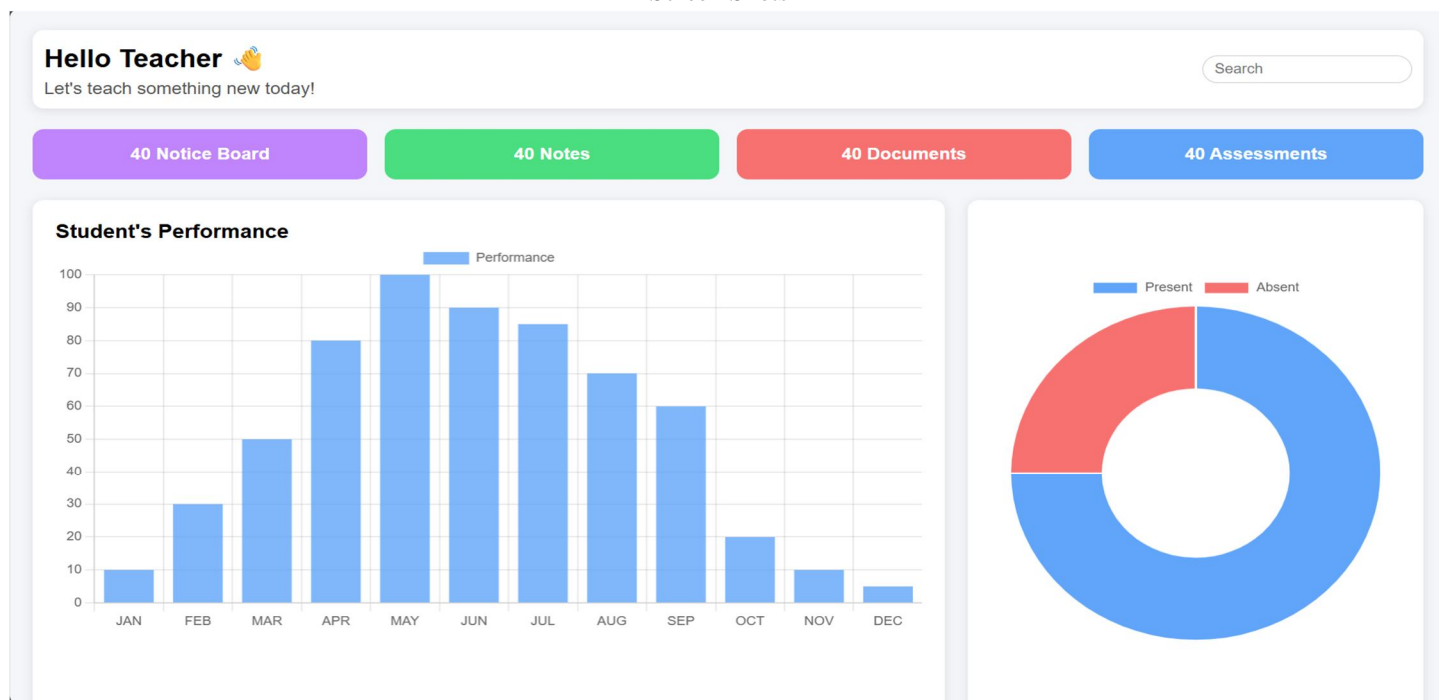 Hello Teacher 👋
Let's teach something new today!
Search
40 Notice Board
40 Notes
40 Documents
40 Assessments
Student's Performance
Performance
100
90
80
70
60
50
40
30
20
10
0
JAN FEB MAR APR MAY JUN JUL AUG SEP OCT NOV DEC
Present Absent